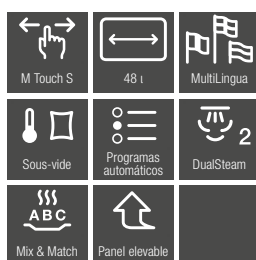 M Touch S
48 ι
MultiLingua
Sous-vide
Programas
automáticos
2
DualSteam
ABC
Mix & Match
Panel elevable